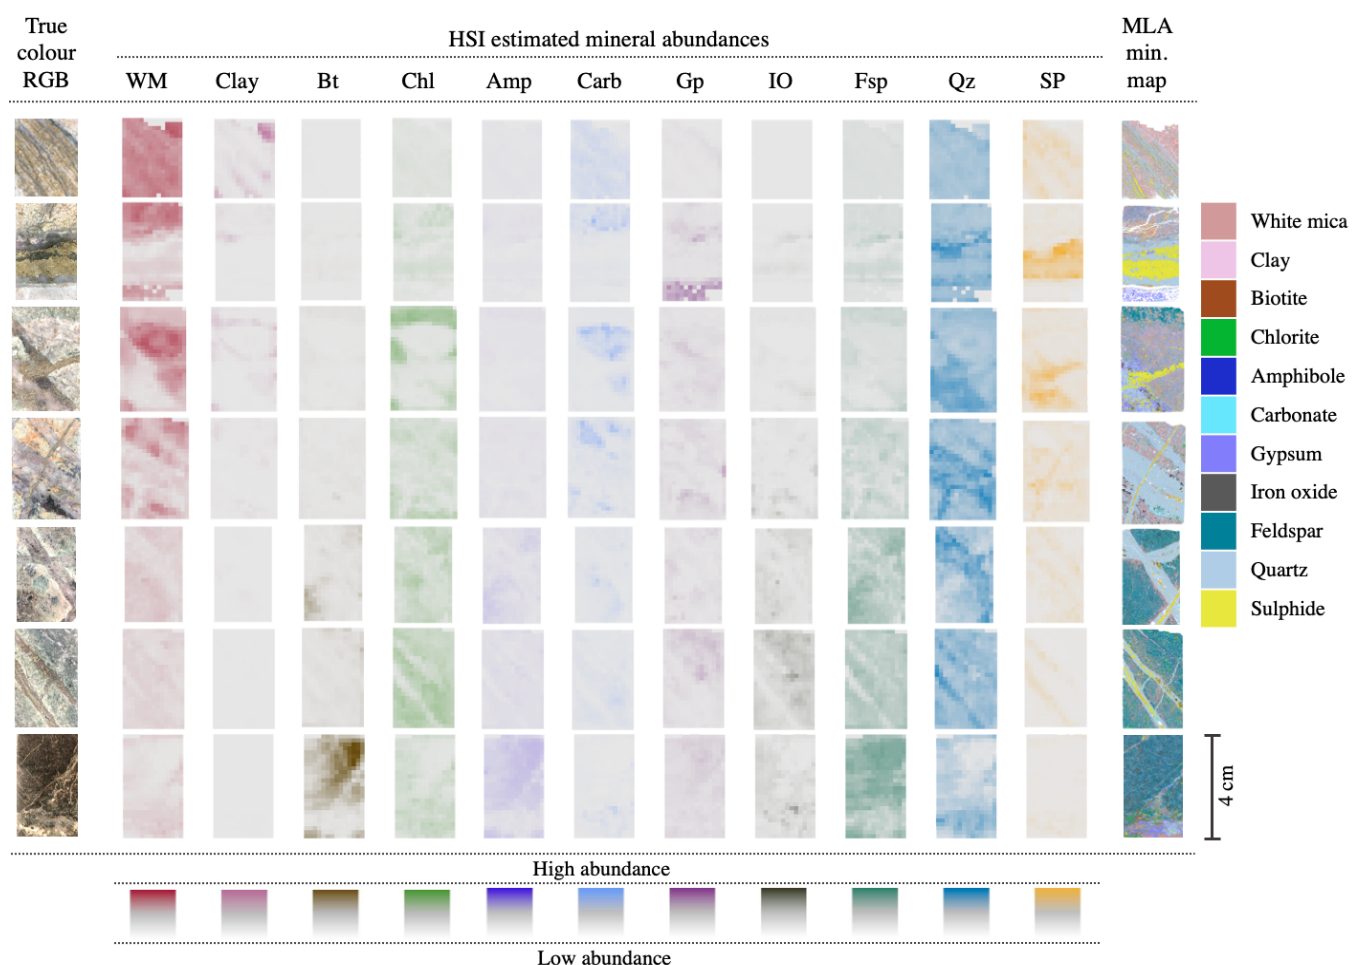 True
colour
RGB
HSI estimated mineral abundances
MLA
min.
map
WM Clay Bt Chl Amp Carb Gp IO Fsp Qz SP
White mica
Clay
Biotite
Chlorite
Amphibole
Carbonate
Gypsum
Iron oxide
Feldspar
Quartz
Sulphide
4 cm
High abundance
Low abundance